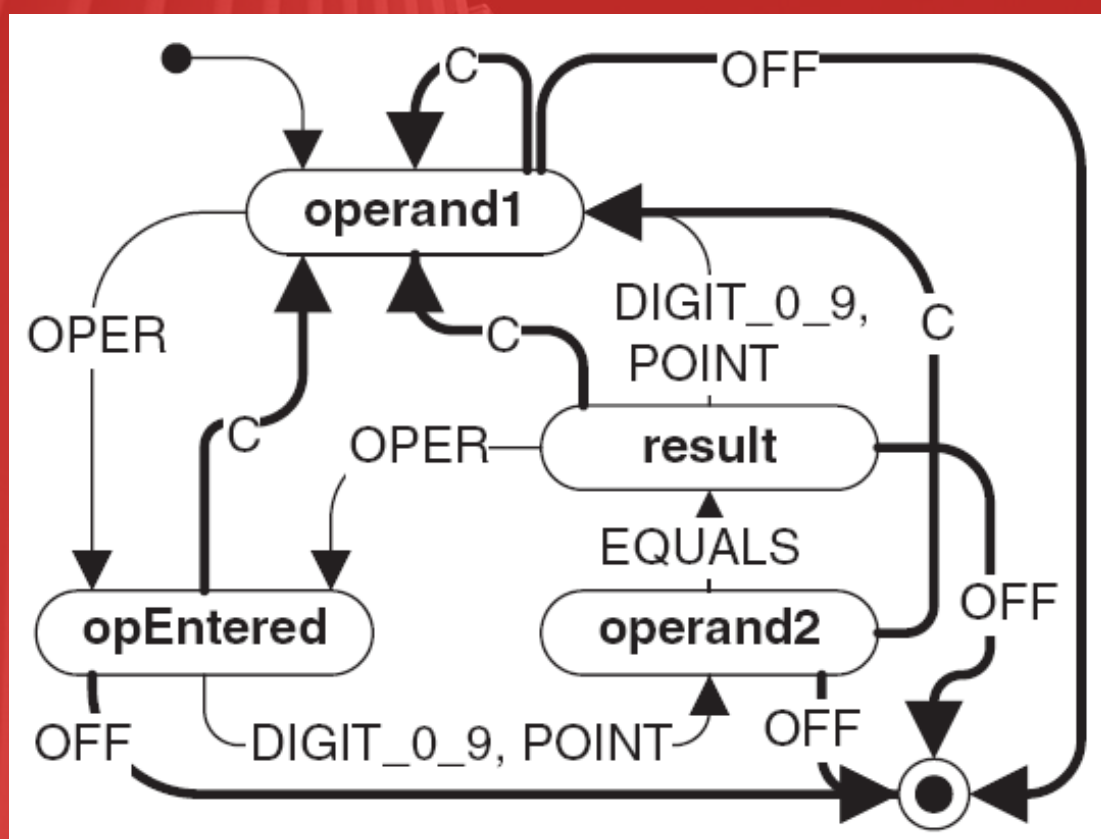 C
OFF
operand1
OPER
C
DIGIT_0_9,
POINT
C
C
OPER
result
EQUALS
OFF
opEntered
operand2
OFF
DIGIT_0_9, POINT
OFF